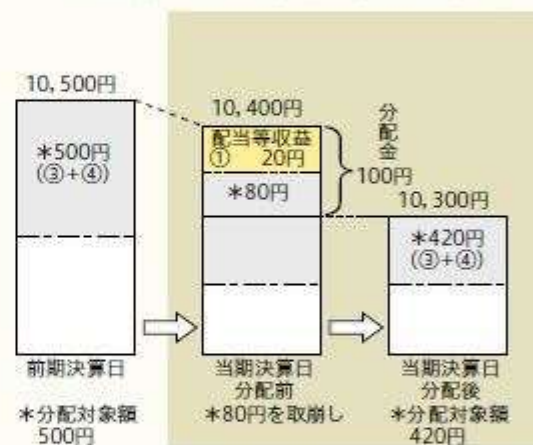 10,500円
＊500円
(③+④)
前期決算日
＊分配対象額
500円
10,400円
配当等収益
① 20円
＊80円
分配金
100円
当期決算日
分配前
＊80円を取崩し
10,300円
＊420円
(③+④)
当期決算日
分配後
＊分配対象額
420円